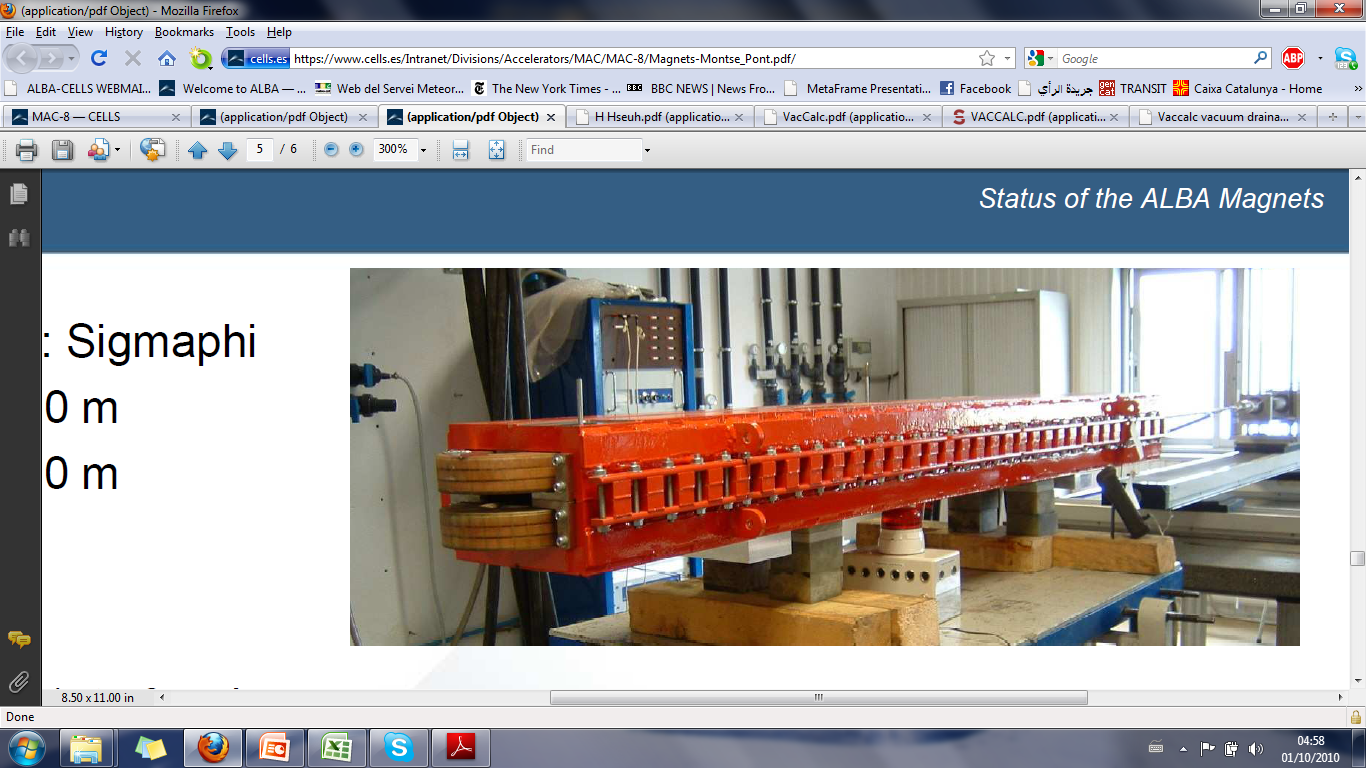 (application/pdf Object) - Mozilla Firefox
File Edit View History Bookmarks Tools Help
cells.es https://www.cells.es/Intranet/Divisions/Accelerators/MAC/MAC-8/Magnets-Montse_Pont.pdf/
Google
ABP
ALBA-CELLS WEBMAI... Welcome to ALBA — ... Web del Servei Meteor... The New York Times - ... BBC BBC NEWS | News Fro... MetaFrame Presentati... Facebook جريدة الرأي gencat TRANSIT Caixa Catalunya - Home »
MAC-8 — CELLS (application/pdf Object) (application/pdf Object) H Hseuh.pdf (applicatio... VacCalc.pdf (applicatio... VACCALC.pdf (applicati... Vaccalc vacuum draina...
5 / 6 300% Find
Status of the ALBA Magnets
: Sigmaphi
0 m
0 m
8.50 x 11.00 in
Done
04:58
01/10/2010